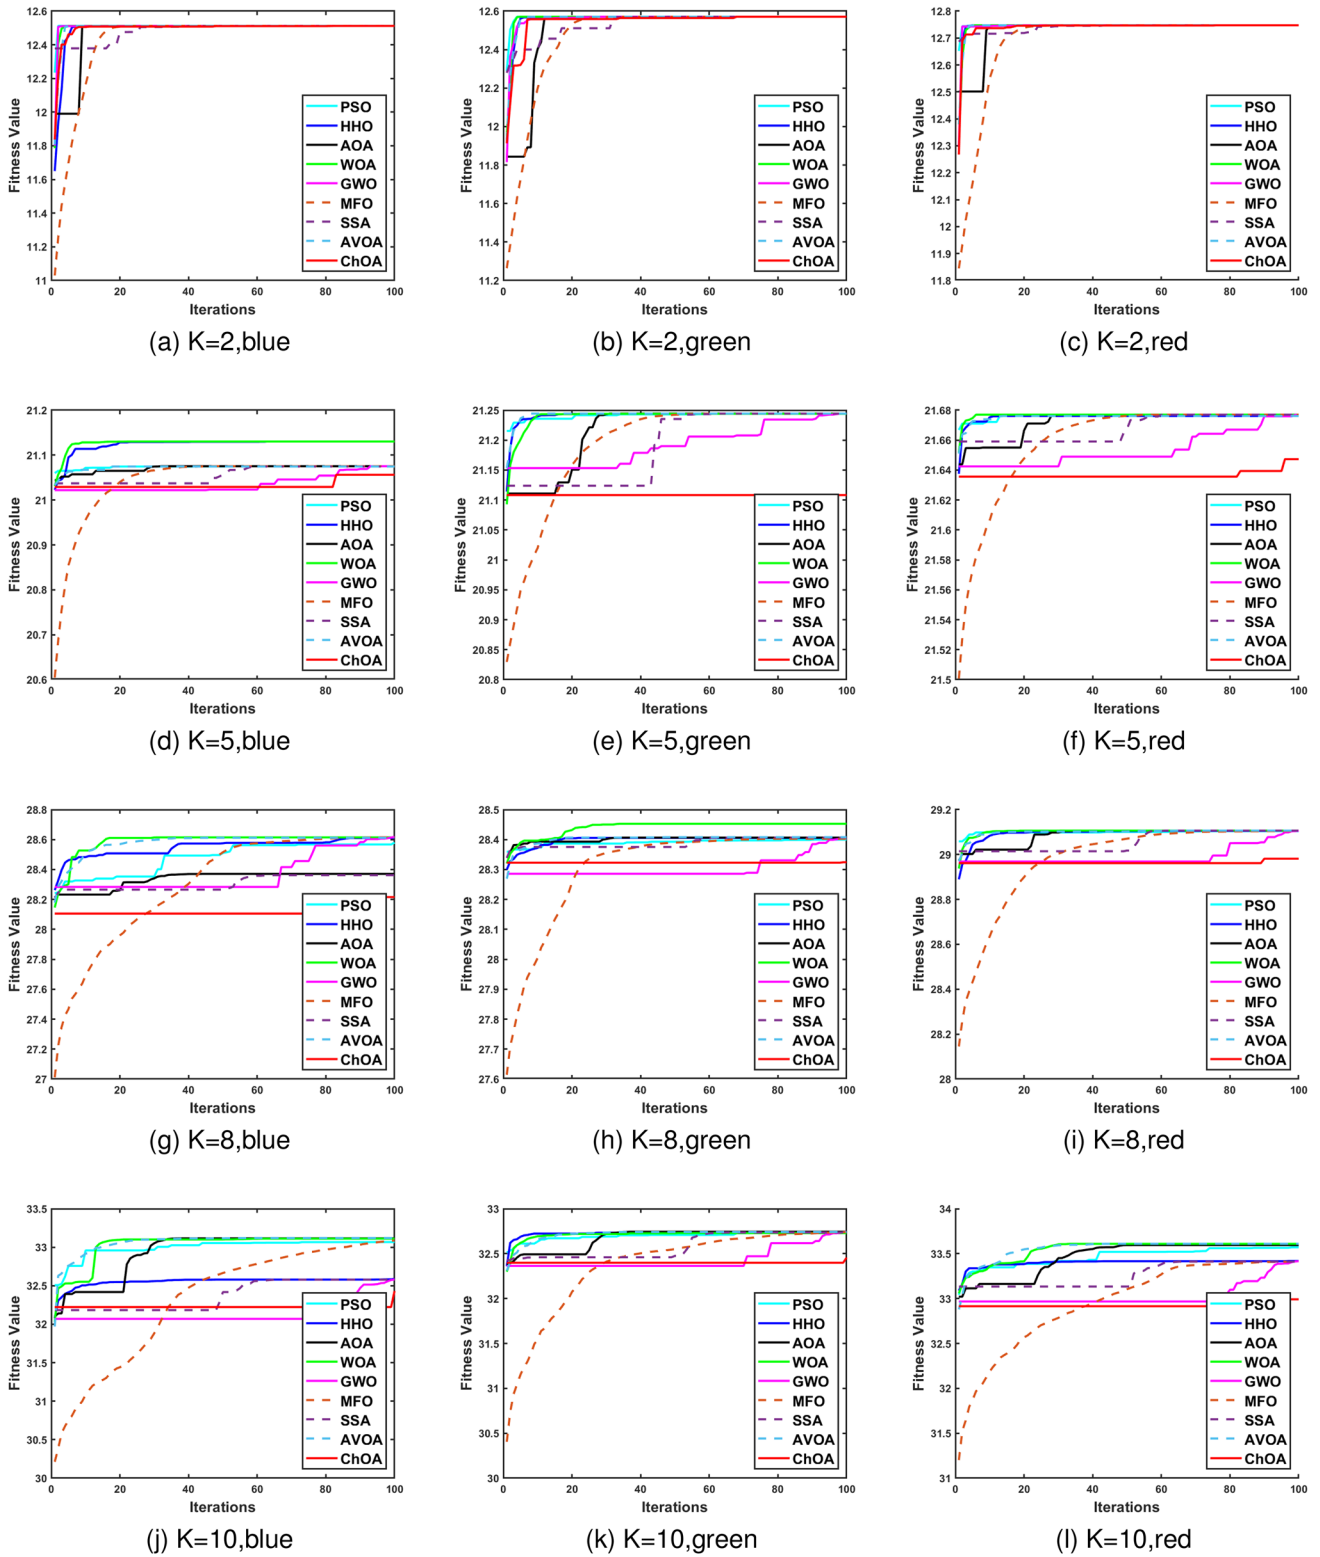 12.6
12.4
12.2
12
11.8
11.6
11.4
11.2
11
0 20 40 60 80 100
Fitness Value
Iterations
PSO
HHO
AOA
WOA
GWO
MFO
SSA
AVOA
ChOA
(a) K=2,blue
12.6
12.4
12.2
12
11.8
11.6
11.4
11.2
0 20 40 60 80 100
Fitness Value
Iterations
PSO
HHO
AOA
WOA
GWO
MFO
SSA
AVOA
ChOA
(b) K=2,green
12.8
12.7
12.6
12.5
12.4
12.3
12.2
12.1
12
11.9
11.8
0 20 40 60 80 100
Fitness Value
Iterations
PSO
HHO
AOA
WOA
GWO
MFO
SSA
AVOA
ChOA
(c) K=2,red
21.2
21.1
21
20.9
20.8
20.7
20.6
0 20 40 60 80 100
Fitness Value
Iterations
PSO
HHO
AOA
WOA
GWO
MFO
SSA
AVOA
ChOA
(d) K=5,blue
21.25
21.2
21.15
21.1
21.05
21
20.95
20.9
20.85
20.8
0 20 40 60 80 100
Fitness Value
Iterations
PSO
HHO
AOA
WOA
GWO
MFO
SSA
AVOA
ChOA
(e) K=5,green
21.68
21.66
21.64
21.62
21.6
21.58
21.56
21.54
21.52
21.5
0 20 40 60 80 100
Fitness Value
Iterations
PSO
HHO
AOA
WOA
GWO
MFO
SSA
AVOA
ChOA
(f) K=5,red
28.8
28.6
28.4
28.2
28
27.8
27.6
27.4
27.2
27
0 20 40 60 80 100
Fitness Value
Iterations
PSO
HHO
AOA
WOA
GWO
MFO
SSA
AVOA
ChOA
(g) K=8,blue
28.5
28.4
28.3
28.2
28.1
28
27.9
27.8
27.7
27.6
0 20 40 60 80 100
Fitness Value
Iterations
PSO
HHO
AOA
WOA
GWO
MFO
SSA
AVOA
ChOA
(h) K=8,green
29.2
29
28.8
28.6
28.4
28.2
28
0 20 40 60 80 100
Fitness Value
Iterations
PSO
HHO
AOA
WOA
GWO
MFO
SSA
AVOA
ChOA
(i) K=8,red
33.5
33
32.5
32
31.5
31
30.5
30
0 20 40 60 80 100
Fitness Value
Iterations
PSO
HHO
AOA
WOA
GWO
MFO
SSA
AVOA
ChOA
(j) K=10,blue
33
32.5
32
31.5
31
30.5
30
0 20 40 60 80 100
Fitness Value
Iterations
PSO
HHO
AOA
WOA
GWO
MFO
SSA
AVOA
ChOA
(k) K=10,green
34
33.5
33
32.5
32
31.5
31
0 20 40 60 80 100
Fitness Value
Iterations
PSO
HHO
AOA
WOA
GWO
MFO
SSA
AVOA
ChOA
(l) K=10,red